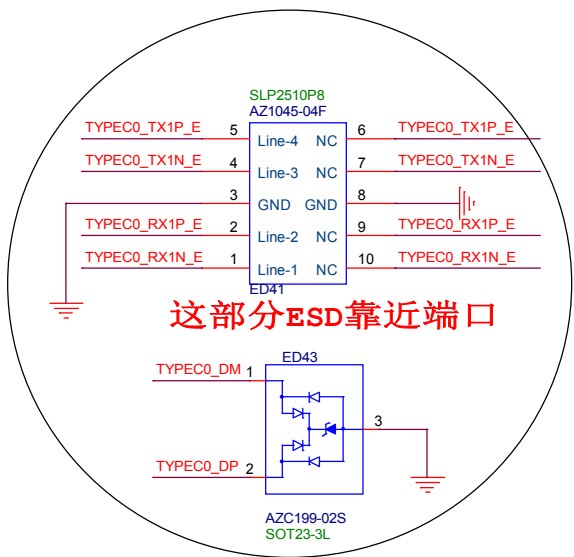 SLP2510P8
AZ1045-04F
TYPEC0_TX1P_E 5 Line-4 NC 6 TYPEC0_TX1P_E
TYPEC0_TX1N_E 4 Line-3 NC 7 TYPEC0_TX1N_E
3 GND GND 8
TYPEC0_RX1P_E 2 Line-2 NC 9 TYPEC0_RX1P_E
TYPEC0_RX1N_E 1 Line-1 NC 10 TYPEC0_RX1N_E
ED41
这部分ESD靠近端口
ED43
TYPEC0_DM 1
3
TYPEC0_DP 2
AZC199-02S
SOT23-3L